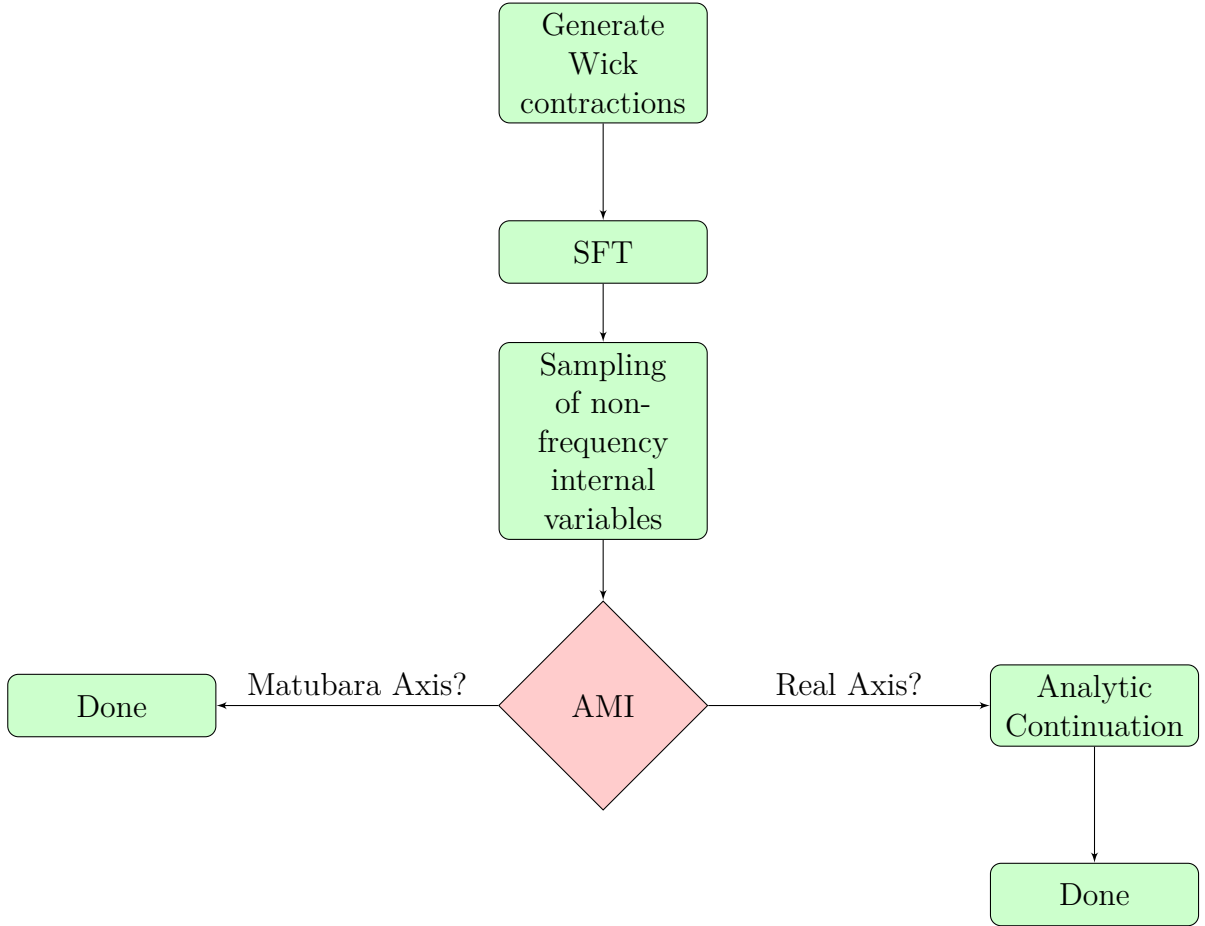 Generate
Wick
contractions
SFT
Sampling
of non-
frequency
internal
variables
Matubara Axis?
Real Axis?
Done
AMI
Analytic
Continuation
Done